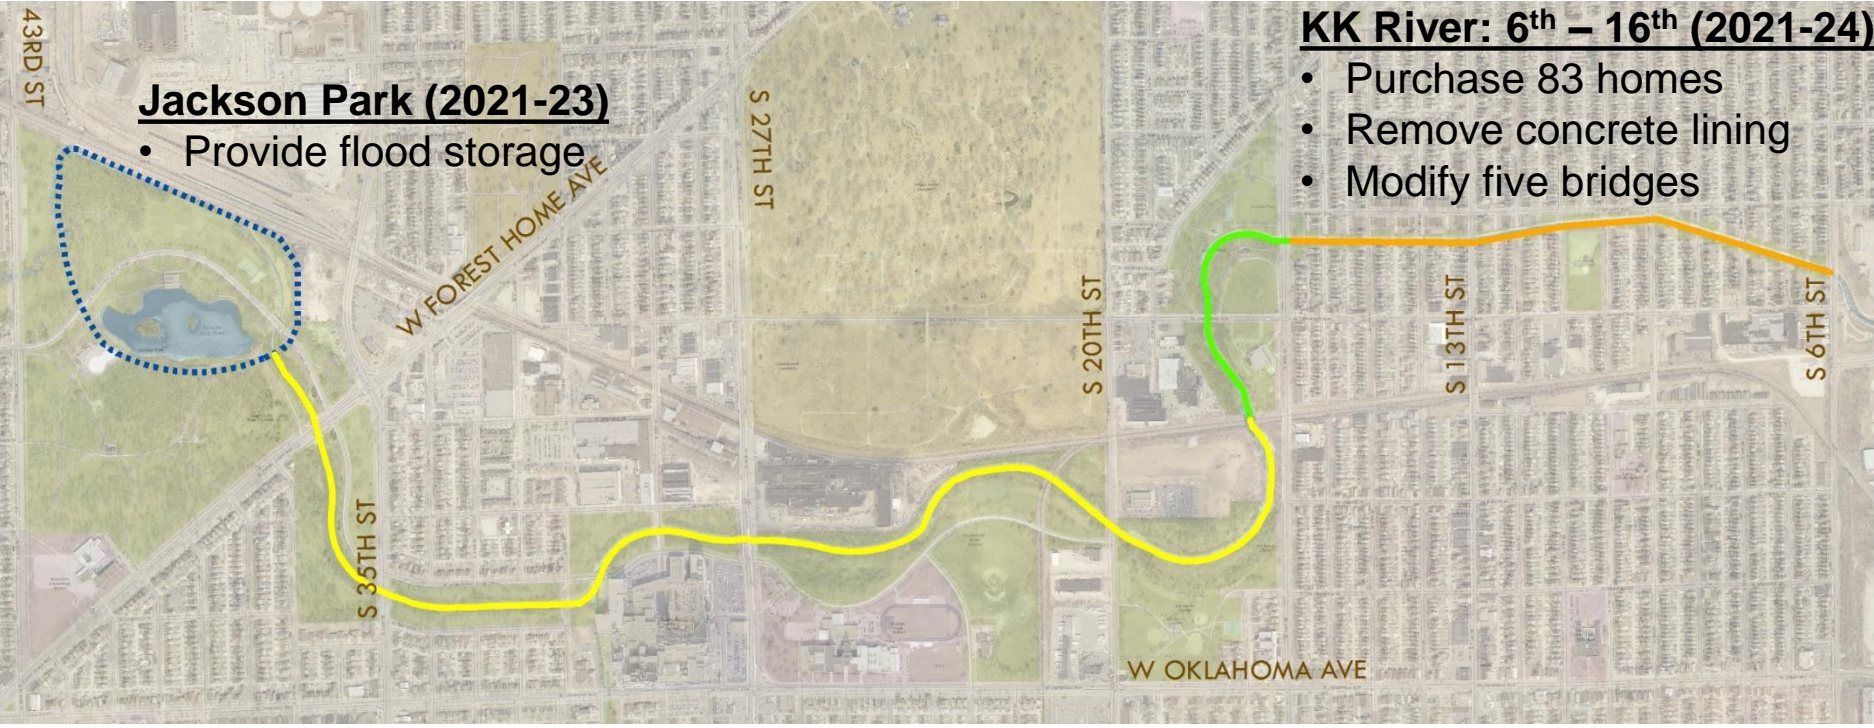 43RD ST
Jackson Park (2021-23)
• Provide flood storage
W FOREST HOME AVE
S 27TH ST
KK River: 6th – 16th (2021-24)
• Purchase 83 homes
• Remove concrete lining
• Modify five bridges
S 20TH ST
S 13TH ST
S 6TH ST
S 35TH ST
W OKLAHOMA AVE